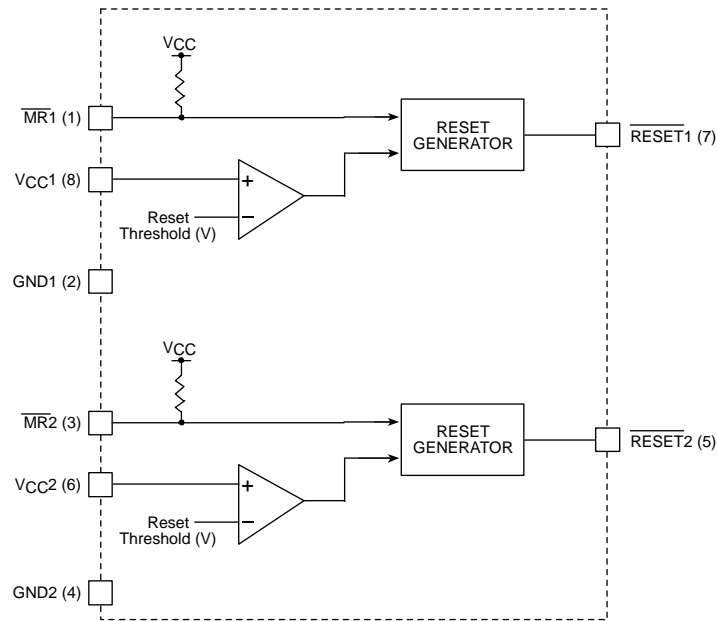 VCC
MR1 (1)
RESET
GENERATOR
RESET1 (7)
VCC1 (8)
+
Reset
Threshold (V)
−
GND1 (2)
VCC
MR2 (3)
RESET
GENERATOR
RESET2 (5)
VCC2 (6)
+
Reset
Threshold (V)
−
GND2 (4)